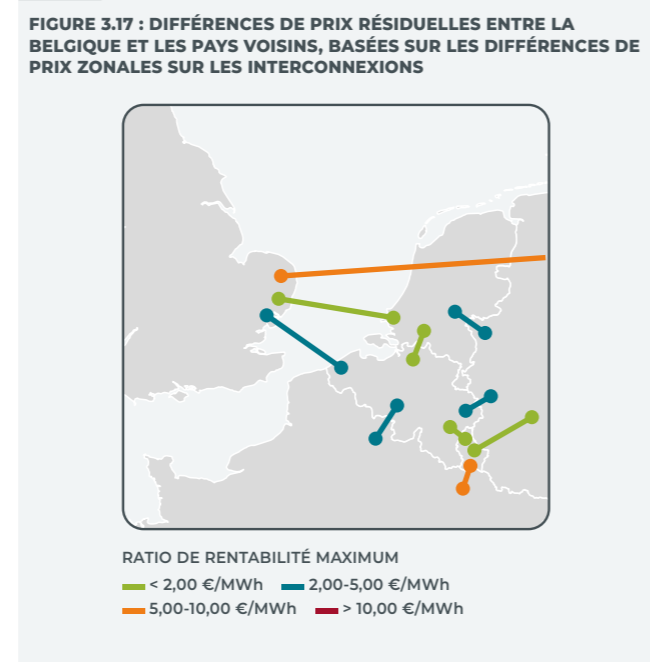 FIGURE 3.17 : DIFFÉRENCES DE PRIX RÉSIDUELLES ENTRE LA
BELGIQUE ET LES PAYS VOISINS, BASÉES SUR LES DIFFÉRENCES DE
PRIX ZONALES SUR LES INTERCONNEXIONS
RATIO DE RENTABILITÉ MAXIMUM
< 2,00 €/MWh 2,00-5,00 €/MWh
5,00-10,00 €/MWh > 10,00 €/MWh